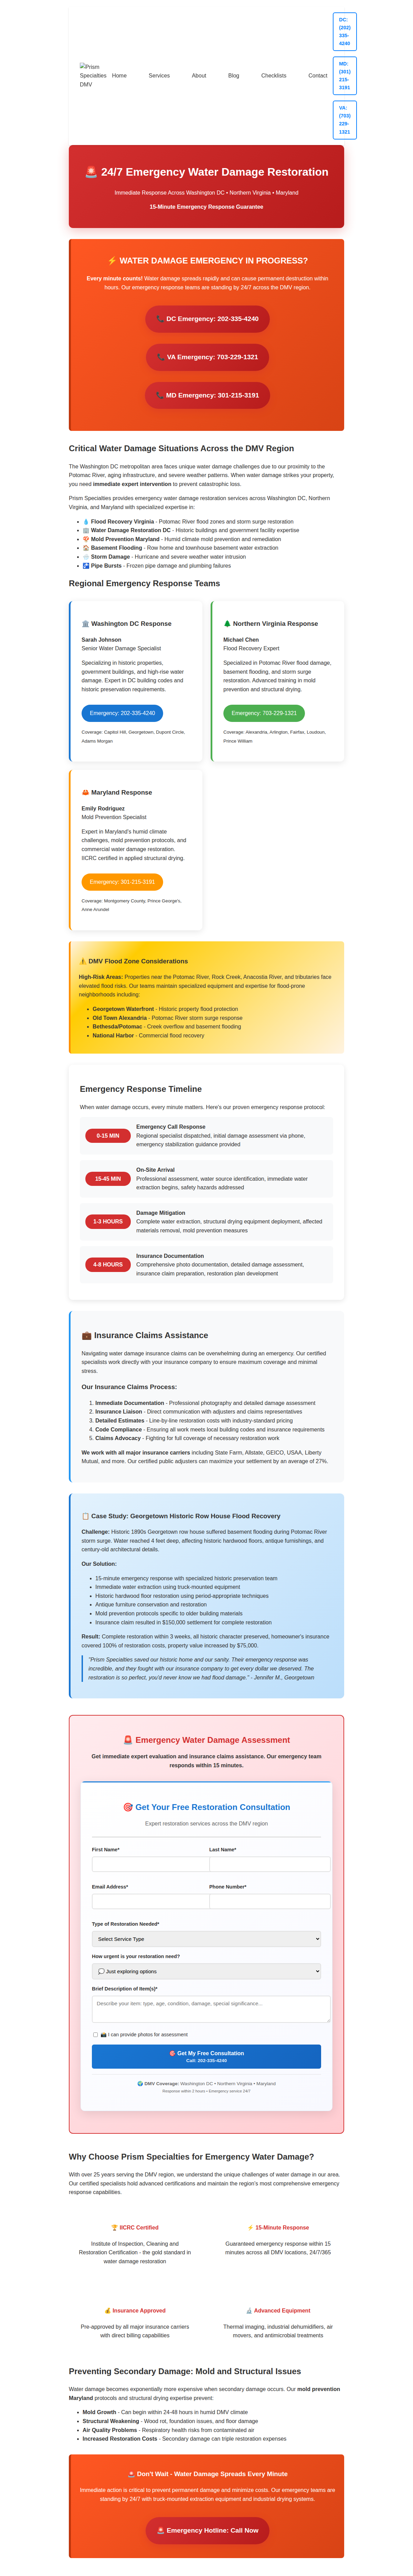 Prism
Specialties
DMV
Home
Services
About
Blog
Checklists
Contact
DC:
(202)
335-
4240
MD:
(301)
215-
3191
VA:
(703)
229-
1321
🚨 24/7 Emergency Water Damage Restoration
Immediate Response Across Washington DC • Northern Virginia • Maryland
15-Minute Emergency Response Guarantee
⚡ WATER DAMAGE EMERGENCY IN PROGRESS?
Every minute counts! Water damage spreads rapidly and can cause permanent destruction within
hours. Our emergency response teams are standing by 24/7 across the DMV region.
📞 DC Emergency: 202-335-4240
📞 VA Emergency: 703-229-1321
📞 MD Emergency: 301-215-3191
Critical Water Damage Situations Across the DMV Region
The Washington DC metropolitan area faces unique water damage challenges due to our proximity to the
Potomac River, aging infrastructure, and severe weather patterns. When water damage strikes your property,
you need immediate expert intervention to prevent catastrophic loss.
Prism Specialties provides emergency water damage restoration services across Washington DC, Northern
Virginia, and Maryland with specialized expertise in:
• 💧 Flood Recovery Virginia - Potomac River flood zones and storm surge restoration
• 🏢 Water Damage Restoration DC - Historic buildings and government facility expertise
• 🍄 Mold Prevention Maryland - Humid climate mold prevention and remediation
• 🏠 Basement Flooding - Row home and townhouse basement water extraction
• 🌧️ Storm Damage - Hurricane and severe weather water intrusion
• 🚰 Pipe Bursts - Frozen pipe damage and plumbing failures
Regional Emergency Response Teams
🏛️ Washington DC Response
Sarah Johnson
Senior Water Damage Specialist
Specializing in historic properties,
government buildings, and high-rise water
damage. Expert in DC building codes and
historic preservation requirements.
Emergency: 202-335-4240
Coverage: Capitol Hill, Georgetown, Dupont Circle,
Adams Morgan
🌲 Northern Virginia Response
Michael Chen
Flood Recovery Expert
Specialized in Potomac River flood damage,
basement flooding, and storm surge
restoration. Advanced training in mold
prevention and structural drying.
Emergency: 703-229-1321
Coverage: Alexandria, Arlington, Fairfax, Loudoun,
Prince William
🦀 Maryland Response
Emily Rodriguez
Mold Prevention Specialist
Expert in Maryland's humid climate
challenges, mold prevention protocols, and
commercial water damage restoration.
IICRC certified in applied structural drying.
Emergency: 301-215-3191
Coverage: Montgomery County, Prince George's,
Anne Arundel
⚠️ DMV Flood Zone Considerations
High-Risk Areas: Properties near the Potomac River, Rock Creek, Anacostia River, and tributaries face
elevated flood risks. Our teams maintain specialized equipment and expertise for flood-prone
neighborhoods including:
• Georgetown Waterfront - Historic property flood protection
• Old Town Alexandria - Potomac River storm surge response
• Bethesda/Potomac - Creek overflow and basement flooding
• National Harbor - Commercial flood recovery
Emergency Response Timeline
When water damage occurs, every minute matters. Here's our proven emergency response protocol:
0-15 MIN
Emergency Call Response
Regional specialist dispatched, initial damage assessment via phone,
emergency stabilization guidance provided
15-45 MIN
On-Site Arrival
Professional assessment, water source identification, immediate water
extraction begins, safety hazards addressed
1-3 HOURS
Damage Mitigation
Complete water extraction, structural drying equipment deployment, affected
materials removal, mold prevention measures
4-8 HOURS
Insurance Documentation
Comprehensive photo documentation, detailed damage assessment,
insurance claim preparation, restoration plan development
💼 Insurance Claims Assistance
Navigating water damage insurance claims can be overwhelming during an emergency. Our certified
specialists work directly with your insurance company to ensure maximum coverage and minimal
stress.
Our Insurance Claims Process:
1. Immediate Documentation - Professional photography and detailed damage assessment
2. Insurance Liaison - Direct communication with adjusters and claims representatives
3. Detailed Estimates - Line-by-line restoration costs with industry-standard pricing
4. Code Compliance - Ensuring all work meets local building codes and insurance requirements
5. Claims Advocacy - Fighting for full coverage of necessary restoration work
We work with all major insurance carriers including State Farm, Allstate, GEICO, USAA, Liberty
Mutual, and more. Our certified public adjusters can maximize your settlement by an average of 27%.
📋 Case Study: Georgetown Historic Row House Flood Recovery
Challenge: Historic 1890s Georgetown row house suffered basement flooding during Potomac River
storm surge. Water reached 4 feet deep, affecting historic hardwood floors, antique furnishings, and
century-old architectural details.
Our Solution:
• 15-minute emergency response with specialized historic preservation team
• Immediate water extraction using truck-mounted equipment
• Historic hardwood floor restoration using period-appropriate techniques
• Antique furniture conservation and restoration
• Mold prevention protocols specific to older building materials
• Insurance claim resulted in $150,000 settlement for complete restoration
Result: Complete restoration within 3 weeks, all historic character preserved, homeowner's insurance
covered 100% of restoration costs, property value increased by $75,000.
"Prism Specialties saved our historic home and our sanity. Their emergency response was
incredible, and they fought with our insurance company to get every dollar we deserved. The
restoration is so perfect, you'd never know we had flood damage." - Jennifer M., Georgetown
🚨 Emergency Water Damage Assessment
Get immediate expert evaluation and insurance claims assistance. Our emergency team
responds within 15 minutes.
🎯 Get Your Free Restoration Consultation
Expert restoration services across the DMV region
First Name*
Last Name*
Email Address*
Phone Number*
Type of Restoration Needed*
Select Service Type
How urgent is your restoration need?
💭 Just exploring options
Brief Description of Item(s)*
Describe your item: type, age, condition, damage, special significance...
📸 I can provide photos for assessment
🎯 Get My Free Consultation
Call: 202-335-4240
🌍 DMV Coverage: Washington DC • Northern Virginia • Maryland
Response within 2 hours • Emergency service 24/7
Why Choose Prism Specialties for Emergency Water Damage?
With over 25 years serving the DMV region, we understand the unique challenges of water damage in our area.
Our certified specialists hold advanced certifications and maintain the region's most comprehensive emergency
response capabilities.
🏆 IICRC Certified
Institute of Inspection, Cleaning and
Restoration Certification - the gold standard in
water damage restoration
⚡ 15-Minute Response
Guaranteed emergency response within 15
minutes across all DMV locations, 24/7/365
💰 Insurance Approved
Pre-approved by all major insurance carriers
with direct billing capabilities
🔬 Advanced Equipment
Thermal imaging, industrial dehumidifiers, air
movers, and antimicrobial treatments
Preventing Secondary Damage: Mold and Structural Issues
Water damage becomes exponentially more expensive when secondary damage occurs. Our mold prevention
Maryland protocols and structural drying expertise prevent:
• Mold Growth - Can begin within 24-48 hours in humid DMV climate
• Structural Weakening - Wood rot, foundation issues, and floor damage
• Air Quality Problems - Respiratory health risks from contaminated air
• Increased Restoration Costs - Secondary damage can triple restoration expenses
🚨 Don't Wait - Water Damage Spreads Every Minute
Immediate action is critical to prevent permanent damage and minimize costs. Our emergency teams are
standing by 24/7 with truck-mounted extraction equipment and industrial drying systems.
🚨 Emergency Hotline: Call Now